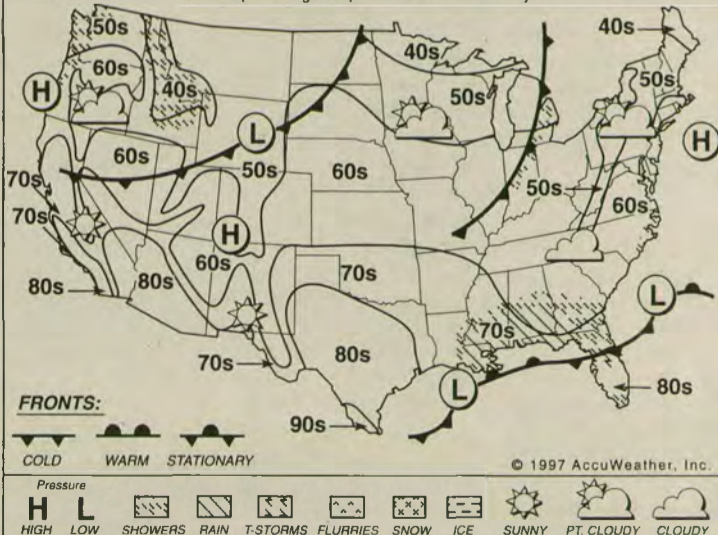 50s
40s
40s
60s
50s
H
40s
50s
H
L
60s
50s
60s
70s
50s
60s
70s
H
60s
80s
70s
L
80s
70s
80s
70s
L
80s
90s
FRONTS:
COLD WARM STATIONARY
© 1997 AccuWeather, Inc.
Pressure
H L
HIGH LOW SHOWERS RAIN T-STORMS FLURRIES SNOW ICE SUNNY PT. CLOUDY CLOUDY